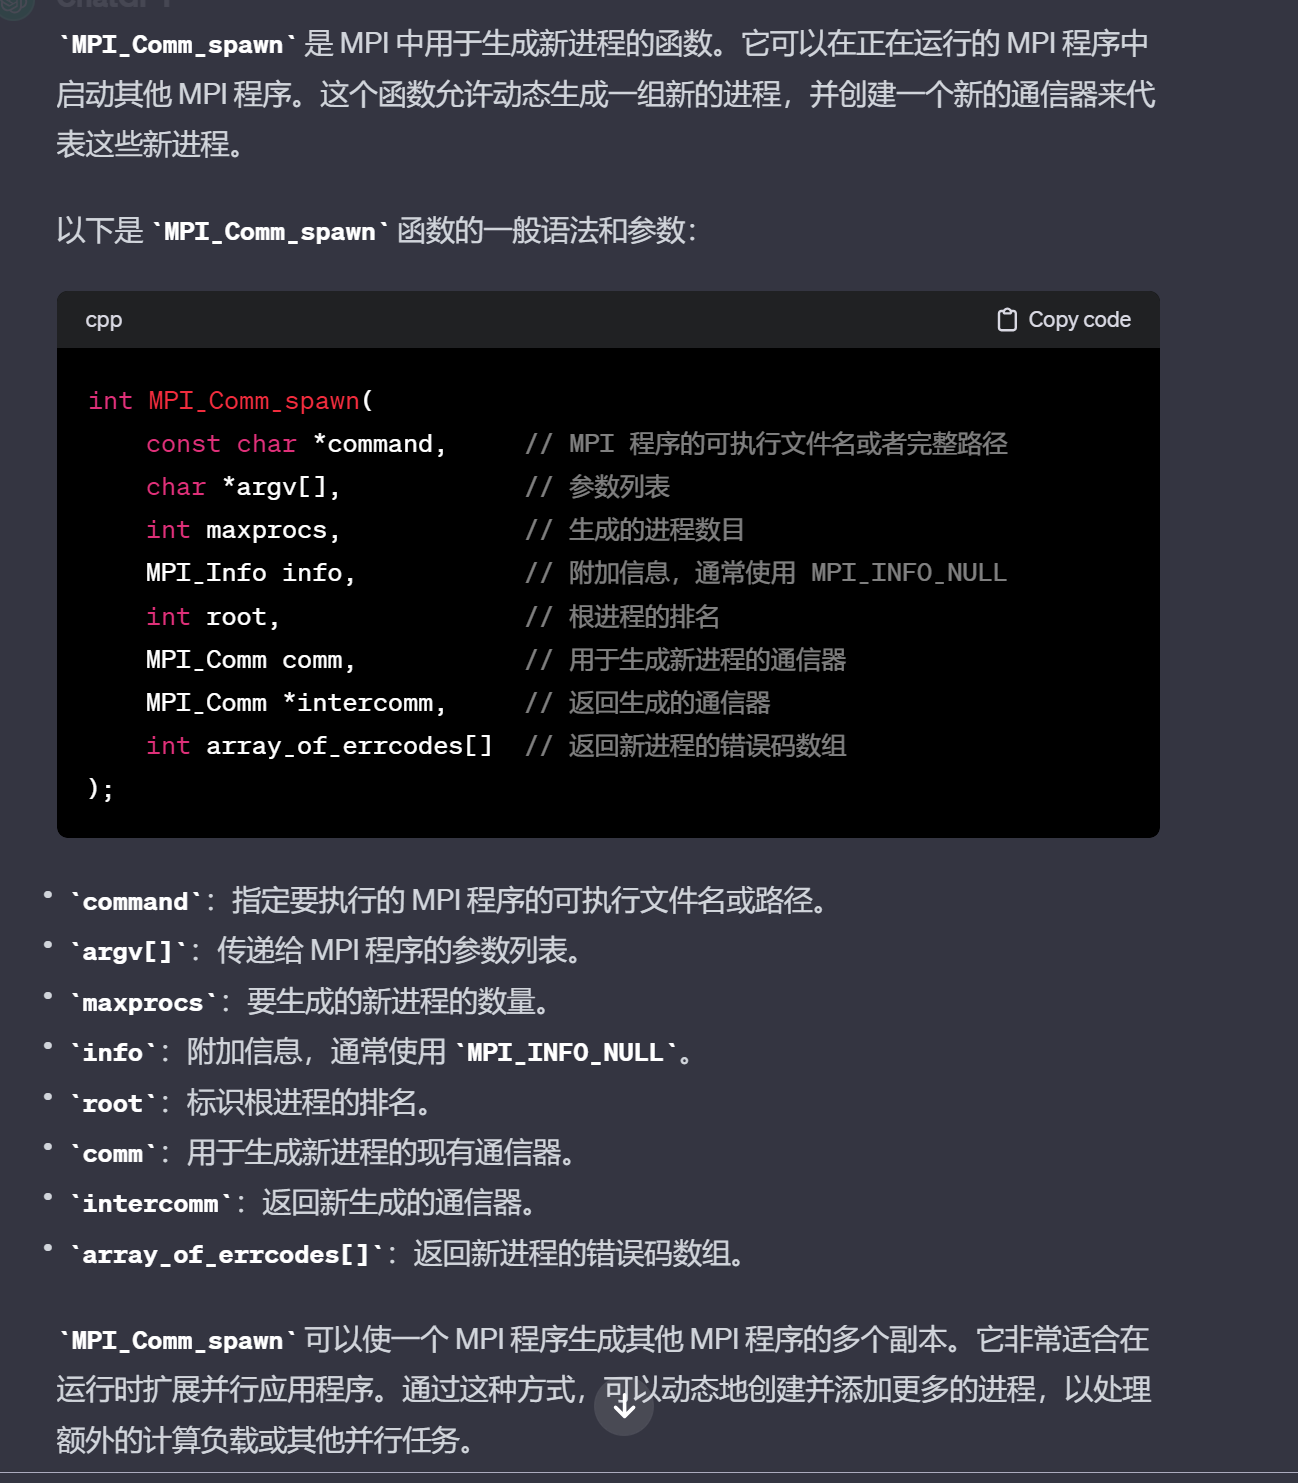 `MPI_Comm_spawn` 是 MPI 中用于生成新进程的函数。它可以在正在运行的 MPI 程序中
启动其他 MPI 程序。这个函数允许动态生成一组新的进程，并创建一个新的通信器来代
表这些新进程。
以下是 `MPI_Comm_spawn` 函数的一般语法和参数：
cpp Copy code
int MPI_Comm_spawn(
    const char *command,     // MPI 程序的可执行文件名或者完整路径
    char *argv[],            // 参数列表
    int maxprocs,            // 生成的进程数目
    MPI_Info info,           // 附加信息，通常使用 MPI_INFO_NULL
    int root,                // 根进程的排名
    MPI_Comm comm,           // 用于生成新进程的通信器
    MPI_Comm *intercomm,     // 返回生成的通信器
    int array_of_errcodes[]  // 返回新进程的错误码数组
);
• `command`：指定要执行的 MPI 程序的可执行文件名或路径。
• `argv[]`：传递给 MPI 程序的参数列表。
• `maxprocs`：要生成的新进程的数量。
• `info`：附加信息，通常使用 `MPI_INFO_NULL`。
• `root`：标识根进程的排名。
• `comm`：用于生成新进程的现有通信器。
• `intercomm`：返回新生成的通信器。
• `array_of_errcodes[]`：返回新进程的错误码数组。
`MPI_Comm_spawn` 可以使一个 MPI 程序生成其他 MPI 程序的多个副本。它非常适合在
运行时扩展并行应用程序。通过这种方式，可以动态地创建并添加更多的进程，以处理
额外的计算负载或其他并行任务。